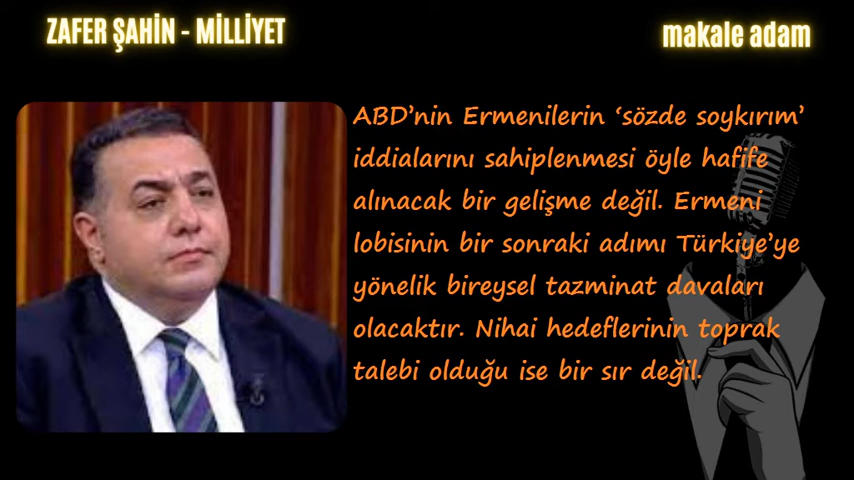 ZAFER ŞAHİN - MİLLİYET
makale adam
ABD’nin Ermenilerin ‘sözde soykırım’
iddialarını sahiplenmesi öyle hafife
alınacak bir gelişme değil. Ermeni
lobisinin bir sonraki adımı Türkiye’ye
yönelik bireysel tazminat davaları
olacaktır. Nihai hedeflerinin toprak
talebi olduğu ise bir sır değil.